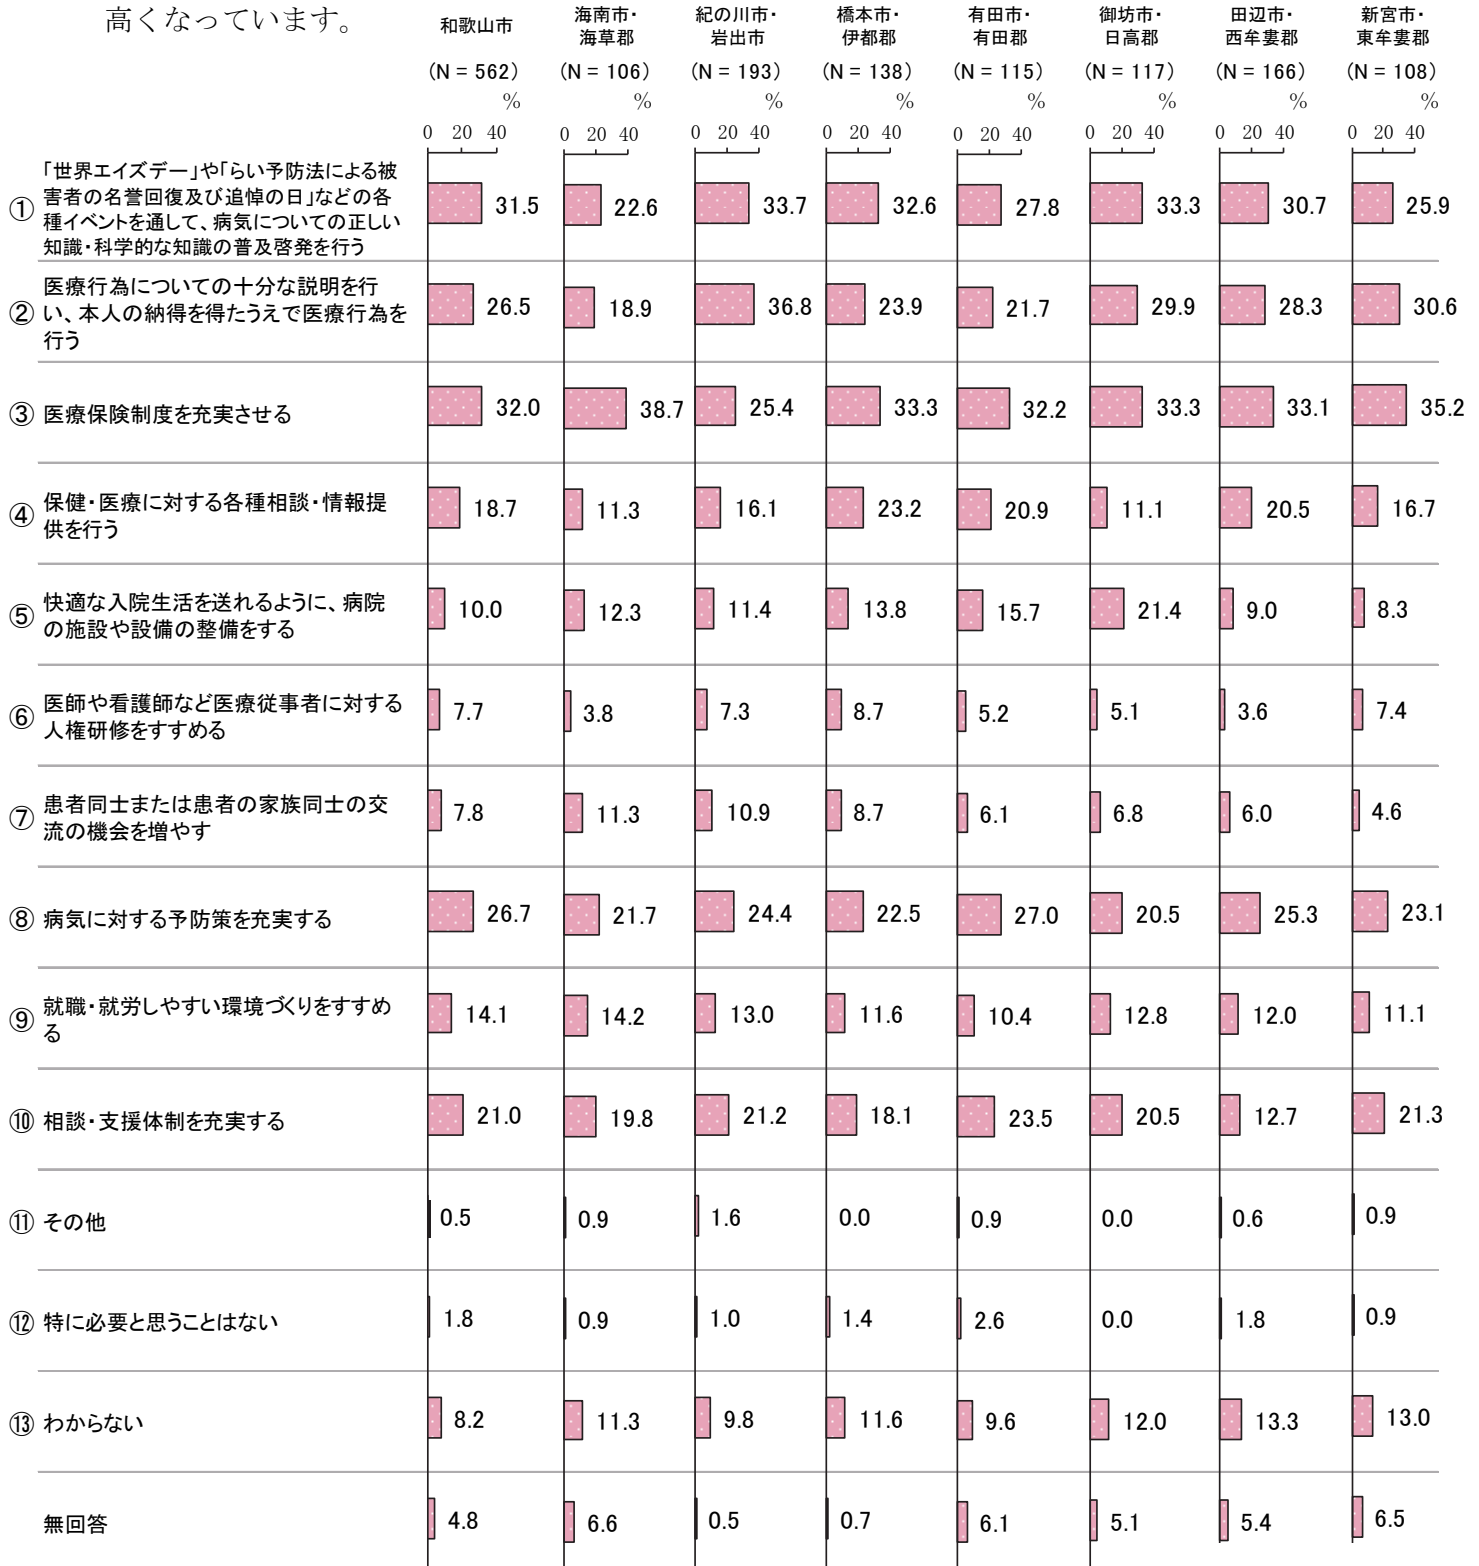 高くなっています。
和歌山市 海南市・ 紀の川市・ 橋本市・ 有田市・ 御坊市・ 田辺市・ 新宮市・
海草郡 岩出市 伊都郡 有田郡 日高郡 西牟婁郡 東牟婁郡
(N = 562) (N = 106) (N = 193) (N = 138) (N = 115) (N = 117) (N = 166) (N = 108)
% % % % % % % %
0 20 40 0 20 40 0 20 40 0 20 40 0 20 40 0 20 40 0 20 40 0 20 40
① 「世界エイズデー」や「らい予防法による被
害者の名誉回復及び追悼の日」などの各
種イベントを通して、病気についての正しい
知識・科学的な知識の普及啓発を行う
31.5 22.6 33.7 32.6 27.8 33.3 30.7 25.9
② 医療行為についての十分な説明を行
い、本人の納得を得たうえで医療行為を
行う
26.5 18.9 36.8 23.9 21.7 29.9 28.3 30.6
③ 医療保険制度を充実させる
32.0 38.7 25.4 33.3 32.2 33.3 33.1 35.2
④ 保健・医療に対する各種相談・情報提
供を行う
18.7 11.3 16.1 23.2 20.9 11.1 20.5 16.7
⑤ 快適な入院生活を送れるように、病院
の施設や設備の整備をする
10.0 12.3 11.4 13.8 15.7 21.4 9.0 8.3
⑥ 医師や看護師など医療従事者に対する
人権研修をすすめる
7.7 3.8 7.3 8.7 5.2 5.1 3.6 7.4
⑦ 患者同士または患者の家族同士の交
流の機会を増やす
7.8 11.3 10.9 8.7 6.1 6.8 6.0 4.6
⑧ 病気に対する予防策を充実する
26.7 21.7 24.4 22.5 27.0 20.5 25.3 23.1
⑨ 就職・就労しやすい環境づくりをすすめ
る
14.1 14.2 13.0 11.6 10.4 12.8 12.0 11.1
⑩ 相談・支援体制を充実する
21.0 19.8 21.2 18.1 23.5 20.5 12.7 21.3
⑪ その他
0.5 0.9 1.6 0.0 0.9 0.0 0.6 0.9
⑫ 特に必要と思うことはない
1.8 0.9 1.0 1.4 2.6 0.0 1.8 0.9
⑬ わからない
8.2 11.3 9.8 11.6 9.6 12.0 13.3 13.0
無回答
4.8 6.6 0.5 0.7 6.1 5.1 5.4 6.5